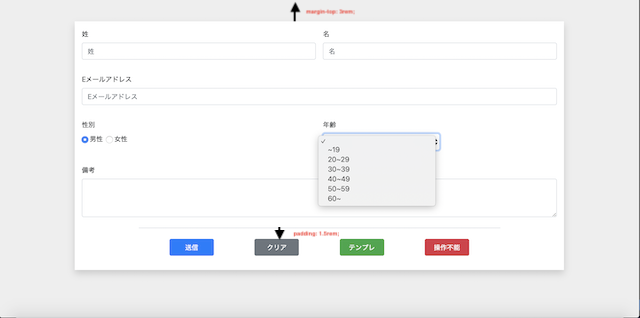 margin-top: 3rem;
姓 名
姓 名
Eメールアドレス
Eメールアドレス
性別 年齢
男性 女性
~19
20~29
30~39
40~49
50~59
60~
備考
padding: 1.5rem;
送信 クリア テンプレ 操作不能